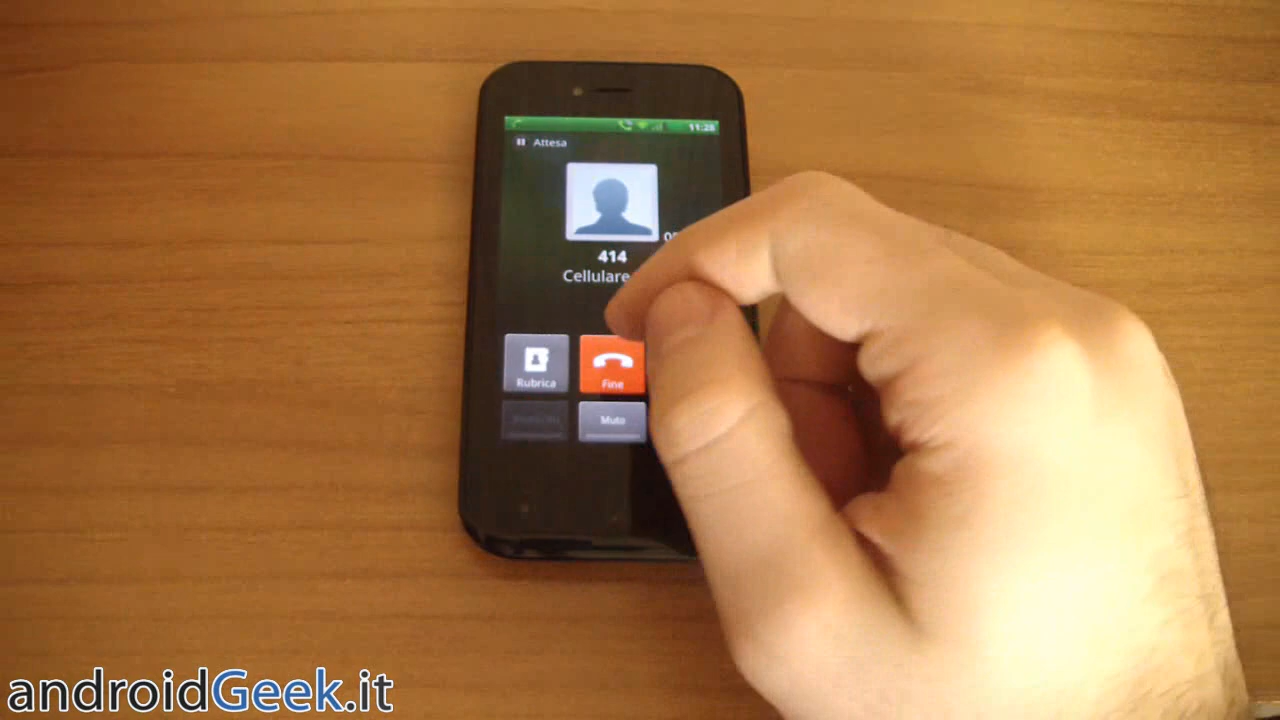 11:28
Attesa
414
Cellulare
Rubrica
Fine
Muto
androidGeek.it